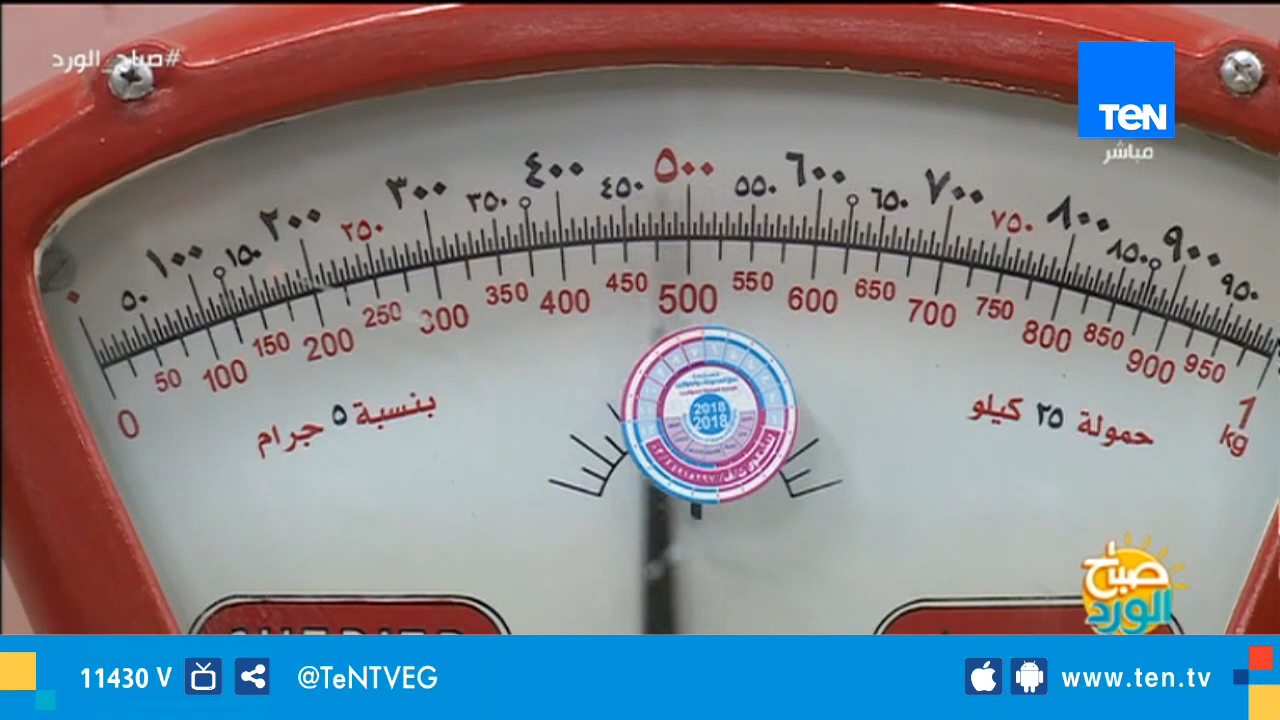 #صباح_الورد
TEN
مباشر
٠ ٥٠ ١٠٠ ١٥٠ ٢٠٠ ٢٥٠ ٣٠٠ ٣٥٠ ٤٠٠ ٤٥٠ ٥٠٠ ٥٥٠ ٦٠٠ ٦٥٠ ٧٠٠ ٧٥٠ ٨٠٠ ٨٥٠ ٩٠٠ ٩٥٠
0 50 100 150 200 250 300 350 400 450 500 550 600 650 700 750 800 850 900 950 1 kg
حمولة ٢٥ كيلو
بنسبة ٥ جرام
2018
2018
صباح
الورد
11430 V
@TeNTVEG
www.ten.tv